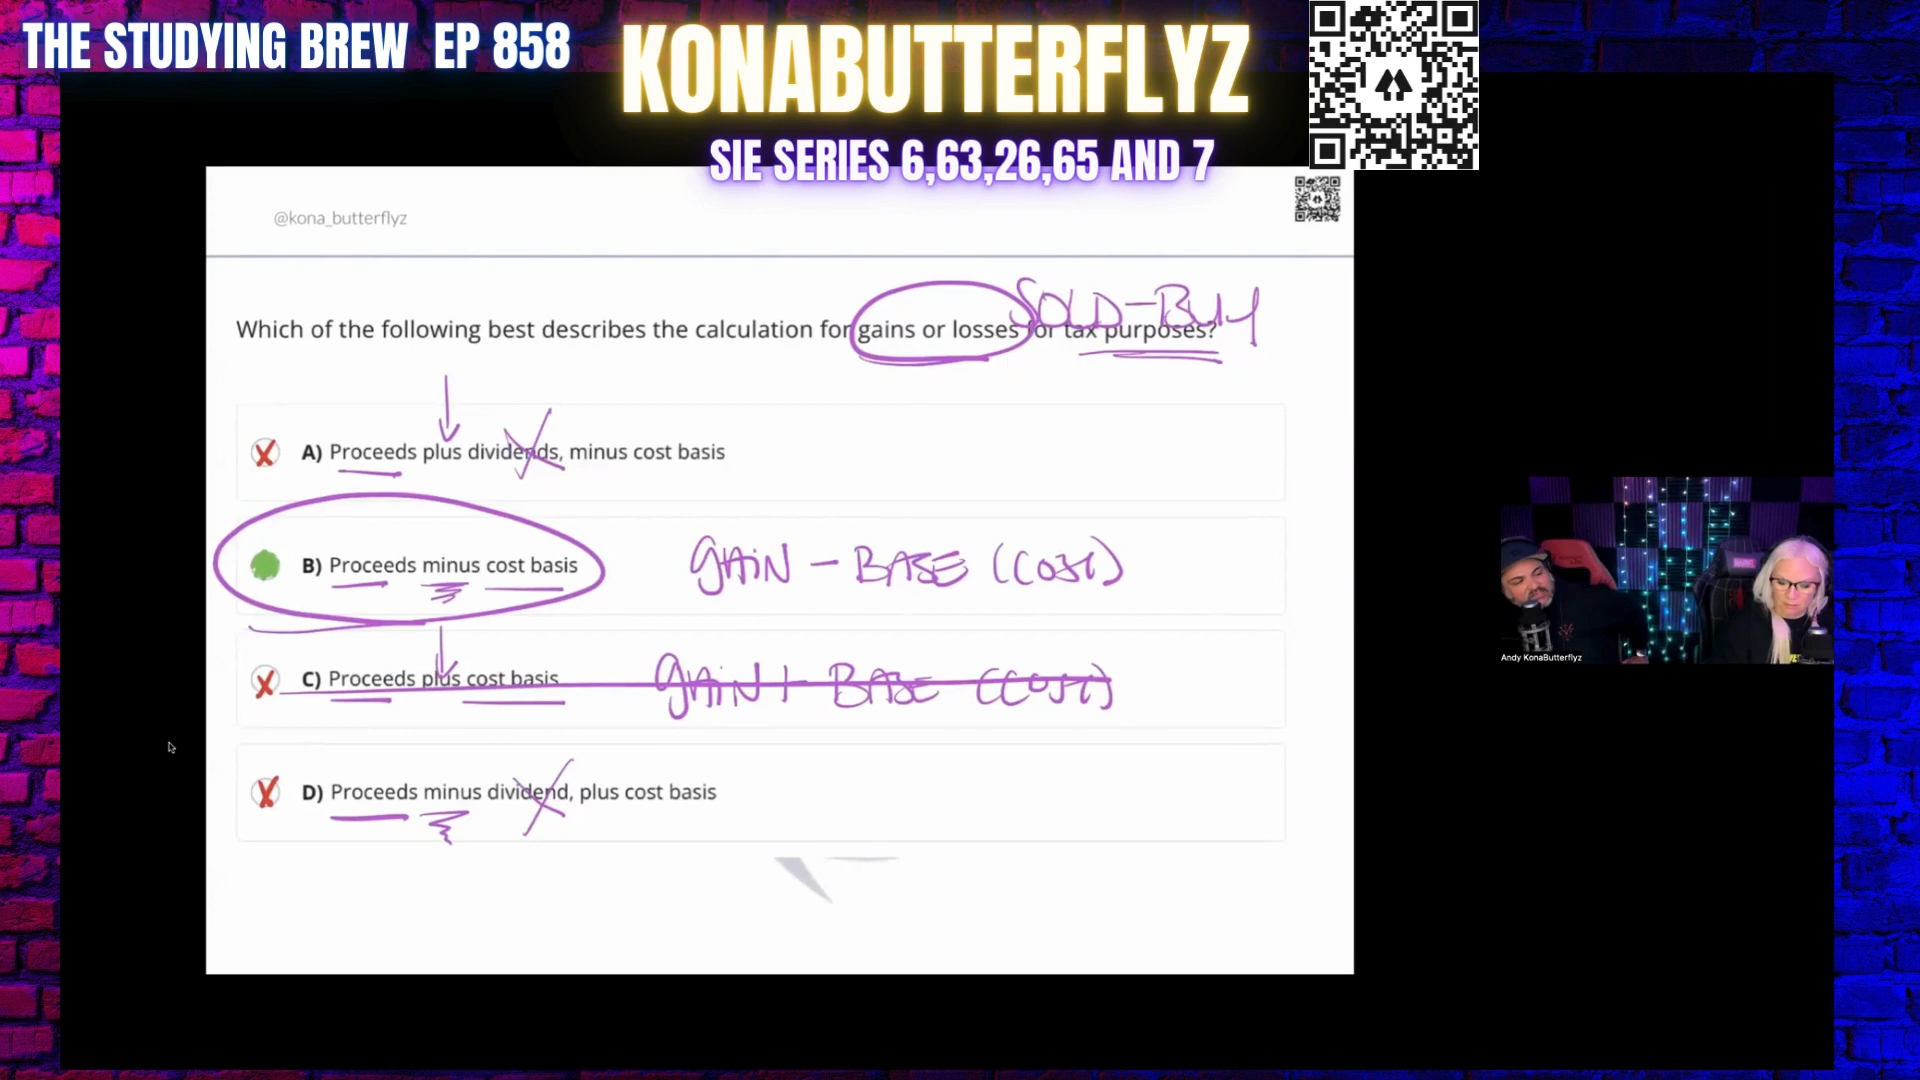 THE STUDYING BREW EP 858
KONABUTTERFLYZ
SIE SERIES 6,63,26,65 AND 7
@kona_butterflyz
SOLD-BUY
Which of the following best describes the calculation for gains or losses for tax purposes?
X A) Proceeds plus dividends, minus cost basis
B) Proceeds minus cost basis
GAIN - BASE (COST)
X C) Proceeds plus cost basis
GAIN + BASE (COST)
X D) Proceeds minus dividend, plus cost basis
Andy KonaButterflyz